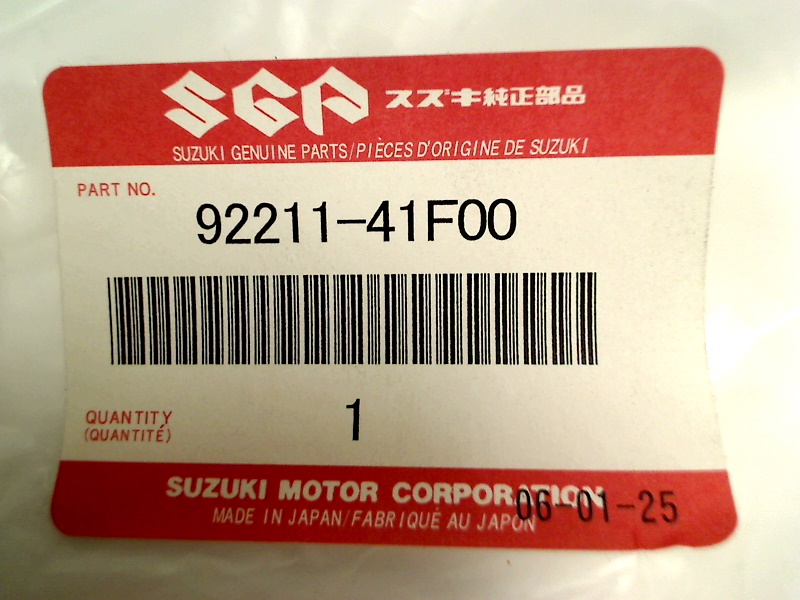 SGP スズキ純正部品
SUZUKI GENUINE PARTS/PIÈCES D'ORIGINE DE SUZUKI
PART NO.
92211-41F00
QUANTITY 1
(QUANTITÉ)
SUZUKI MOTOR CORPORATION
06-01-25
MADE IN JAPAN/FABRIQUÉ AU JAPON